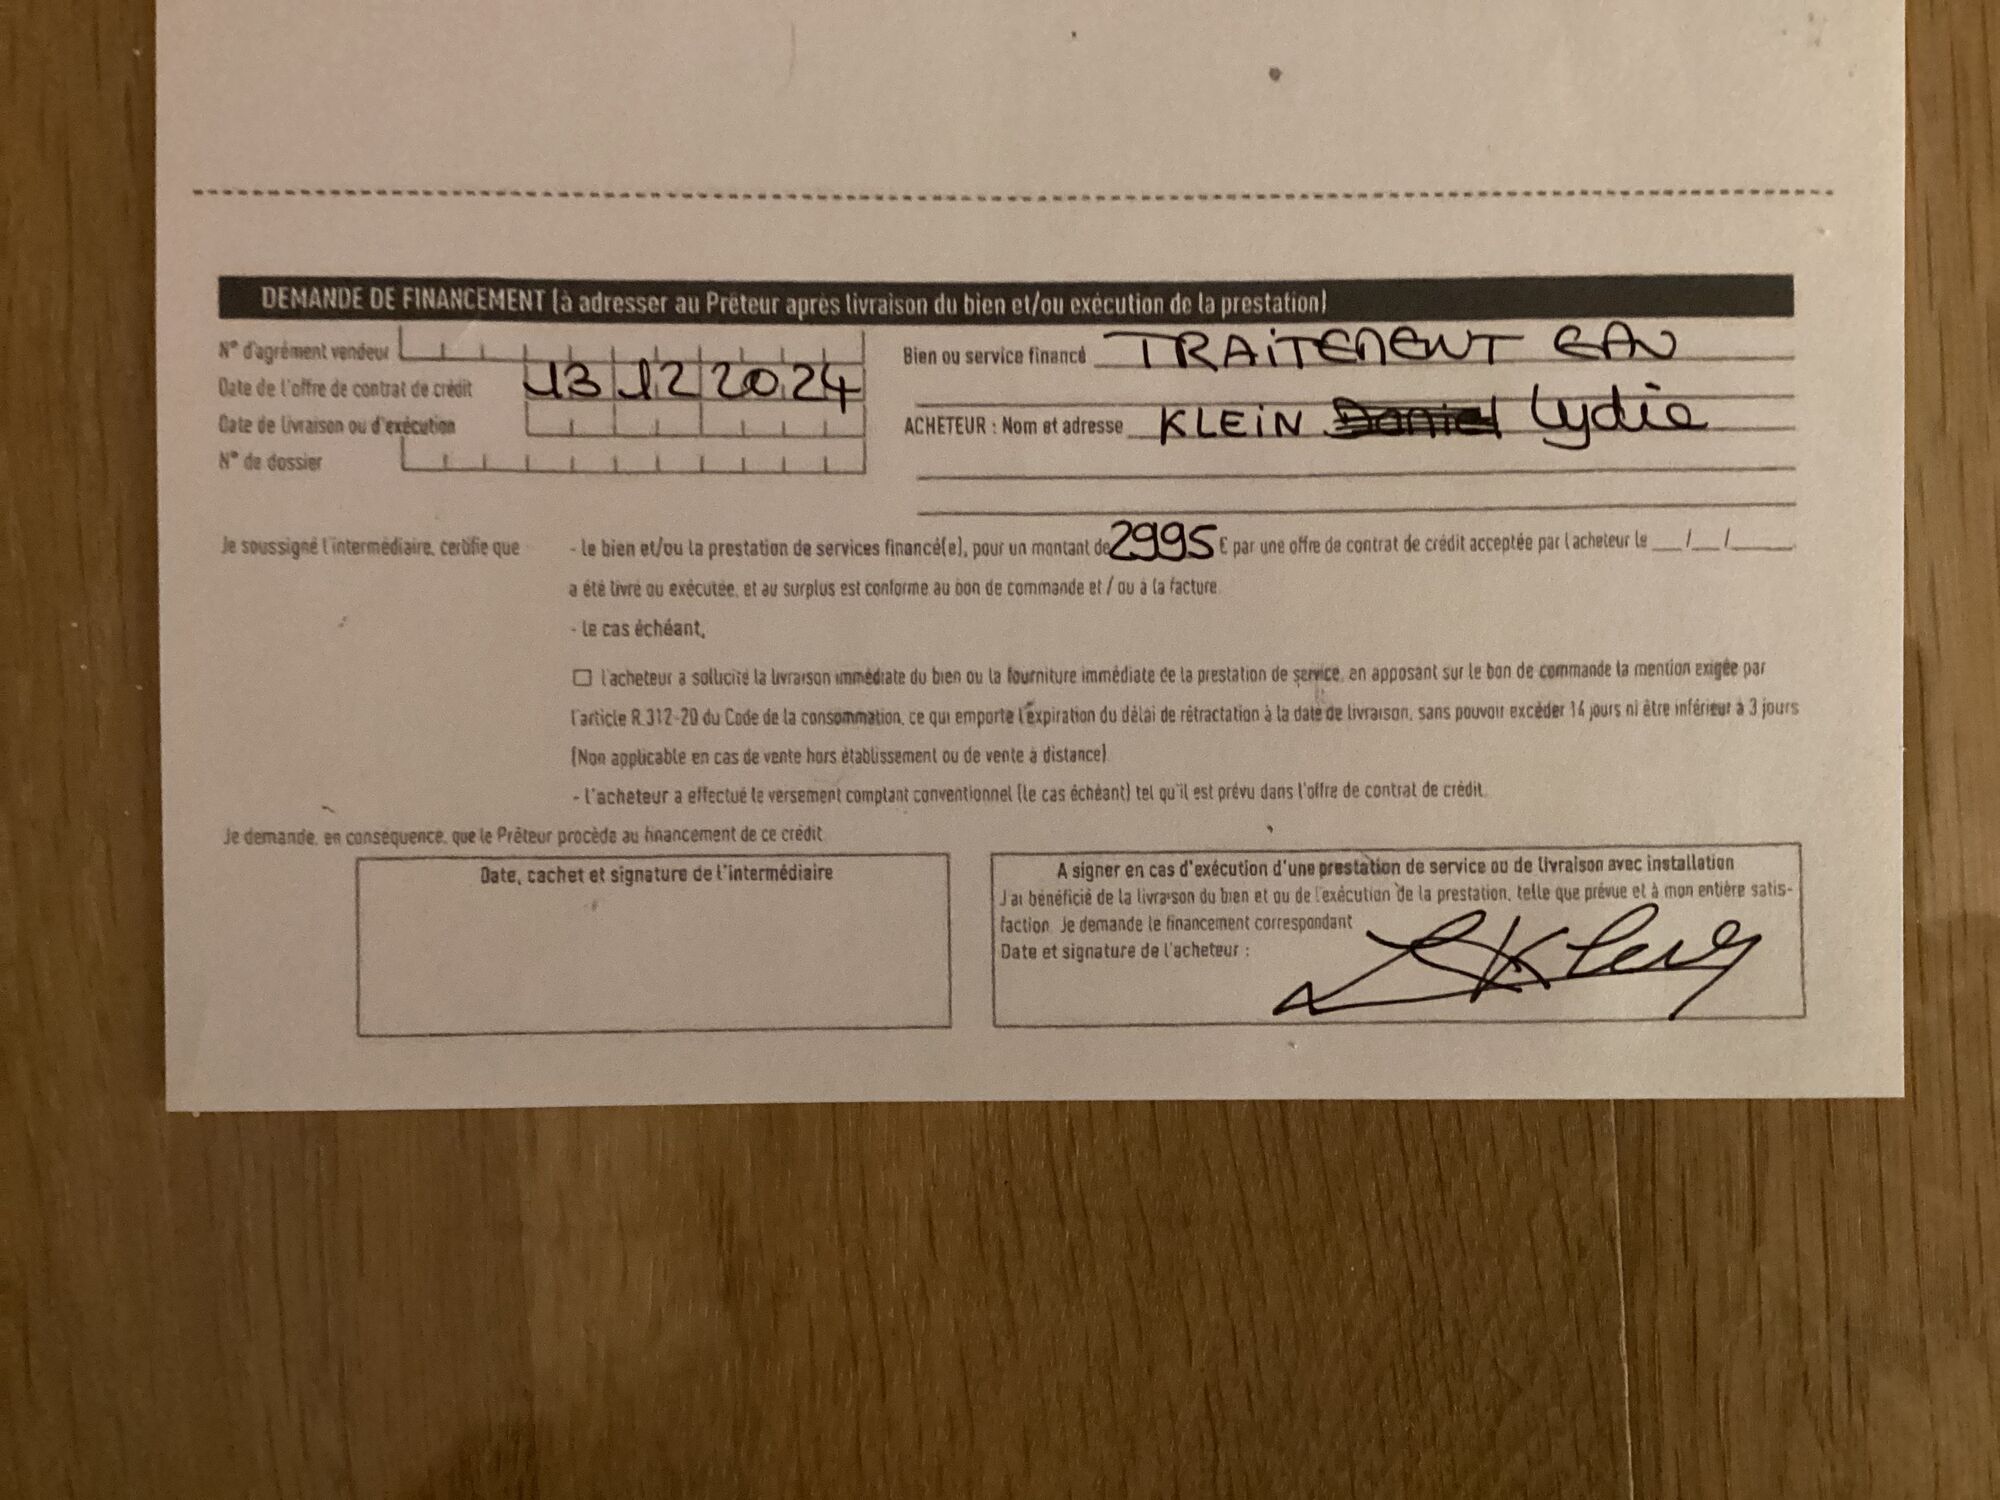 DEMANDE DE FINANCEMENT (à adresser au Prêteur après livraison du bien et/ou exécution de la prestation)
N° d'agrément vendeur
Date de l'offre de contrat de crédit 13 12 2024
Date de livraison ou d'exécution
N° de dossier
Bien ou service financé TRAiTEMENT EAU
ACHETEUR : Nom et adresse KLEiN Daniel Lydie
Je soussigné l'intermédiaire, certifie que
- le bien et/ou la prestation de services financé(e), pour un montant de 2995 € par une offre de contrat de crédit acceptée par l'acheteur le __/__/____
a été livré ou exécutée, et au surplus est conforme au bon de commande et / ou à la facture.
- le cas échéant,
☐ l'acheteur a sollicité la livraison immédiate du bien ou la fourniture immédiate de la prestation de service, en apposant sur le bon de commande la mention exigée par
l'article R.312-20 du Code de la consommation, ce qui emporte l'expiration du délai de rétractation à la date de livraison, sans pouvoir excéder 14 jours ni être inférieur à 3 jours
(Non applicable en cas de vente hors établissement ou de vente à distance)
- l'acheteur a effectué le versement comptant conventionnel (le cas échéant) tel qu'il est prévu dans l'offre de contrat de crédit.
Je demande, en conséquence, que le Prêteur procède au financement de ce crédit
Date, cachet et signature de l'intermédiaire
A signer en cas d'exécution d'une prestation de service ou de livraison avec installation
J'ai bénéficié de la livraison du bien et ou de l'exécution de la prestation, telle que prévue et à mon entière satis-
faction. Je demande le financement correspondant
Date et signature de l'acheteur :